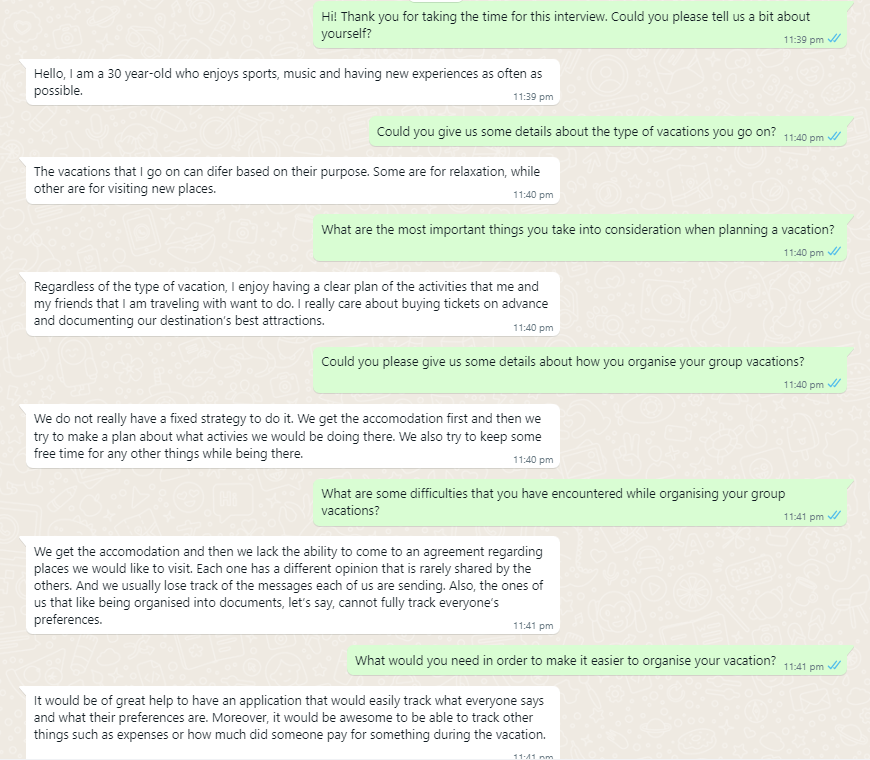 Hi! Thank you for taking the time for this interview. Could you please tell us a bit about
yourself?
11:39 pm
Hello, I am a 30 year-old who enjoys sports, music and having new experiences as often as
possible.
11:39 pm
Could you give us some details about the type of vacations you go on?
11:40 pm
The vacations that I go on can difer based on their purpose. Some are for relaxation, while
other are for visiting new places.
11:40 pm
What are the most important things you take into consideration when planning a vacation?
11:40 pm
Regardless of the type of vacation, I enjoy having a clear plan of the activities that me and
my friends that I am traveling with want to do. I really care about buying tickets on advance
and documenting our destination's best attractions.
11:40 pm
Could you please give us some details about how you organise your group vacations?
11:40 pm
We do not really have a fixed strategy to do it. We get the accomodation first and then we
try to make a plan about what activies we would be doing there. We also try to keep some
free time for any other things while being there.
11:40 pm
What are some difficulties that you have encountered while organising your group
vacations?
11:41 pm
We get the accomodation and then we lack the ability to come to an agreement regarding
places we would like to visit. Each one has a different opinion that is rarely shared by the
others. And we usually lose track of the messages each of us are sending. Also, the ones of
us that like being organised into documents, let's say, cannot fully track everyone's
preferences.
11:41 pm
What would you need in order to make it easier to organise your vacation?
11:41 pm
It would be of great help to have an application that would easily track what everyone says
and what their preferences are. Moreover, it would be awesome to be able to track other
things such as expenses or how much did someone pay for something during the vacation.
11:41 pm